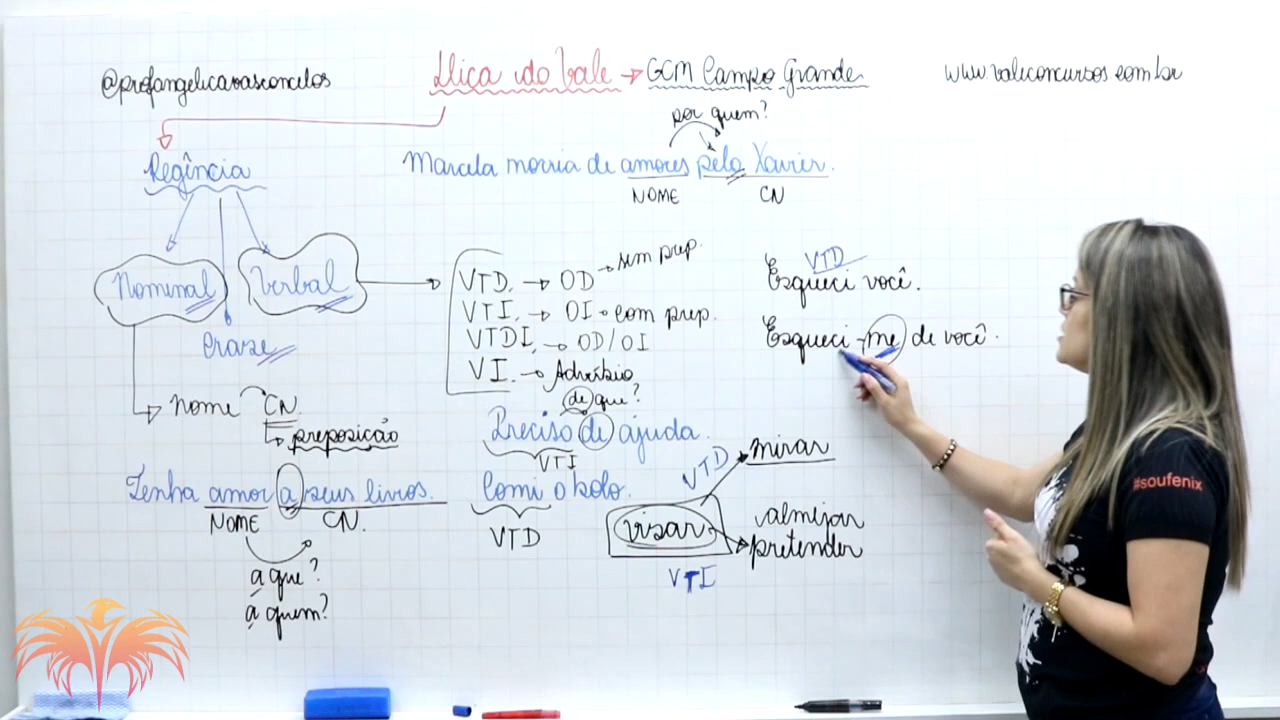 @profangelicavasconcelos
Dica do Vale → GCM Campo Grande
www.valeconcursos.com.br
por quem?
Regência
Marcela morria de amores pelo Xavier.
NOME
CN
Nominal
Verbal
Crase
VTD. → OD → sem prep.
VTI. → OI → com prep.
VTDI. → OD/OI
VI. → Advérbio
VTD
Esqueci você.
Esqueci-me de você.
nome CN.
preposição
de que?
Preciso de ajuda.
VTI
Tenha amor a seus livros.
NOME
CN.
a que?
a quem?
Comi o bolo.
VTD
visar
VTD
mirar
almejar
pretender
VTI
#soufenix